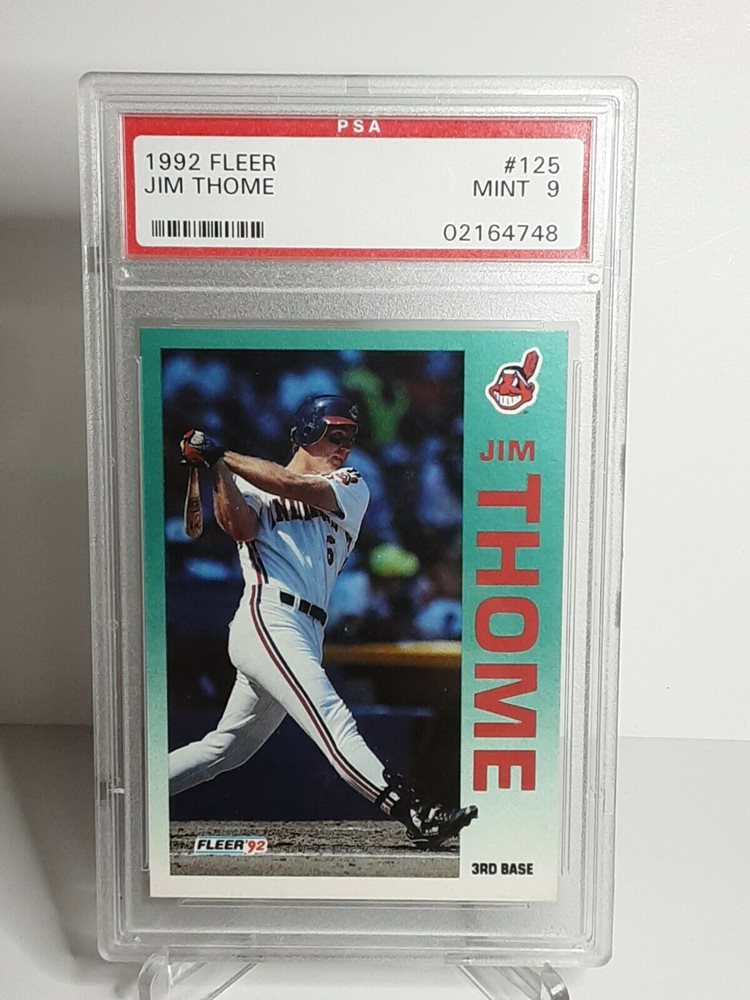 PSA
1992 FLEER #125
JIM THOME MINT 9
02164748
JIM
THOME
FLEER '92
3RD BASE